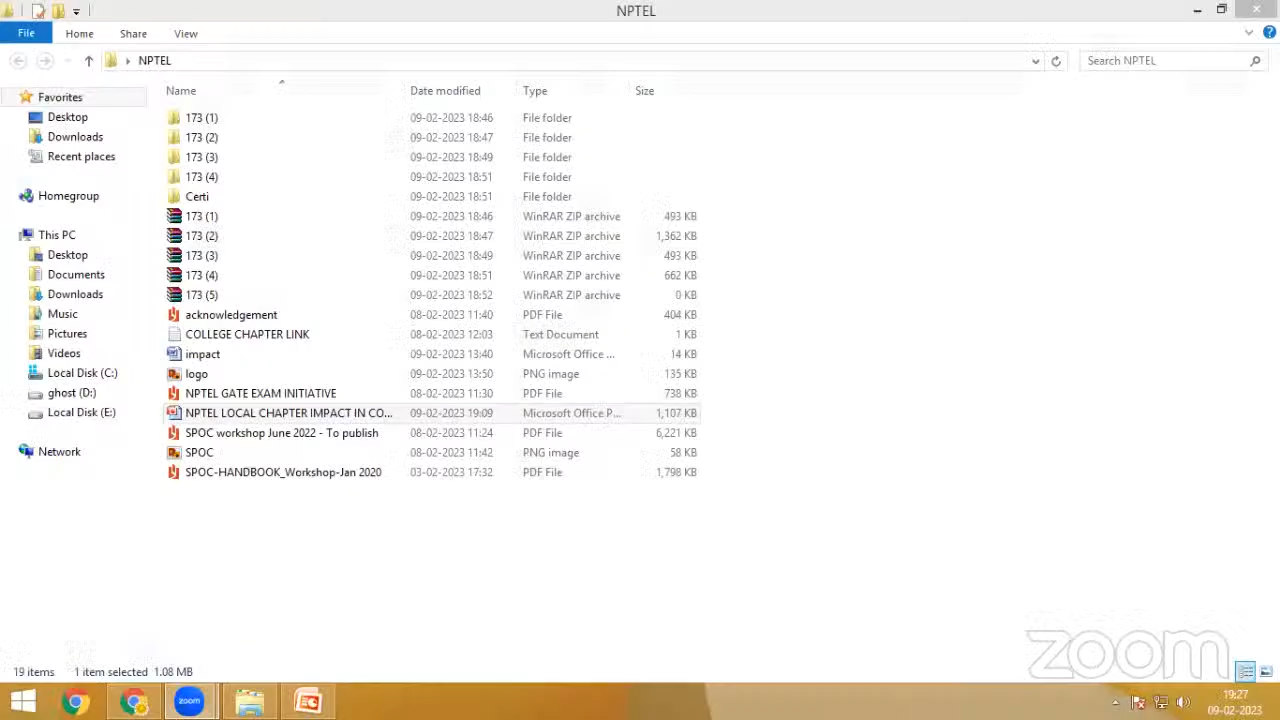 NPTEL
File Home Share View
NPTEL Search NPTEL
Name Date modified Type Size
Favorites
Desktop
Downloads
Recent places
Homegroup
This PC
Desktop
Documents
Downloads
Music
Pictures
Videos
Local Disk (C:)
ghost (D:)
Local Disk (E:)
Network
173 (1) 09-02-2023 18:46 File folder
173 (2) 09-02-2023 18:47 File folder
173 (3) 09-02-2023 18:49 File folder
173 (4) 09-02-2023 18:51 File folder
Certi 09-02-2023 18:51 File folder
173 (1) 09-02-2023 18:46 WinRAR ZIP archive 493 KB
173 (2) 09-02-2023 18:47 WinRAR ZIP archive 1,362 KB
173 (3) 09-02-2023 18:49 WinRAR ZIP archive 493 KB
173 (4) 09-02-2023 18:51 WinRAR ZIP archive 662 KB
173 (5) 09-02-2023 18:52 WinRAR ZIP archive 0 KB
acknowledgement 08-02-2023 11:40 PDF File 404 KB
COLLEGE CHAPTER LINK 08-02-2023 12:03 Text Document 1 KB
impact 09-02-2023 13:40 Microsoft Office ... 14 KB
logo 09-02-2023 13:50 PNG image 135 KB
NPTEL GATE EXAM INITIATIVE 08-02-2023 11:30 PDF File 738 KB
NPTEL LOCAL CHAPTER IMPACT IN CO... 09-02-2023 19:09 Microsoft Office P... 1,107 KB
SPOC workshop June 2022 - To publish 08-02-2023 11:24 PDF File 6,221 KB
SPOC 08-02-2023 11:42 PNG image 58 KB
SPOC-HANDBOOK_Workshop-Jan 2020 03-02-2023 17:32 PDF File 1,798 KB
zoom
19 items 1 item selected 1.08 MB
zoom
19:27
09-02-2023